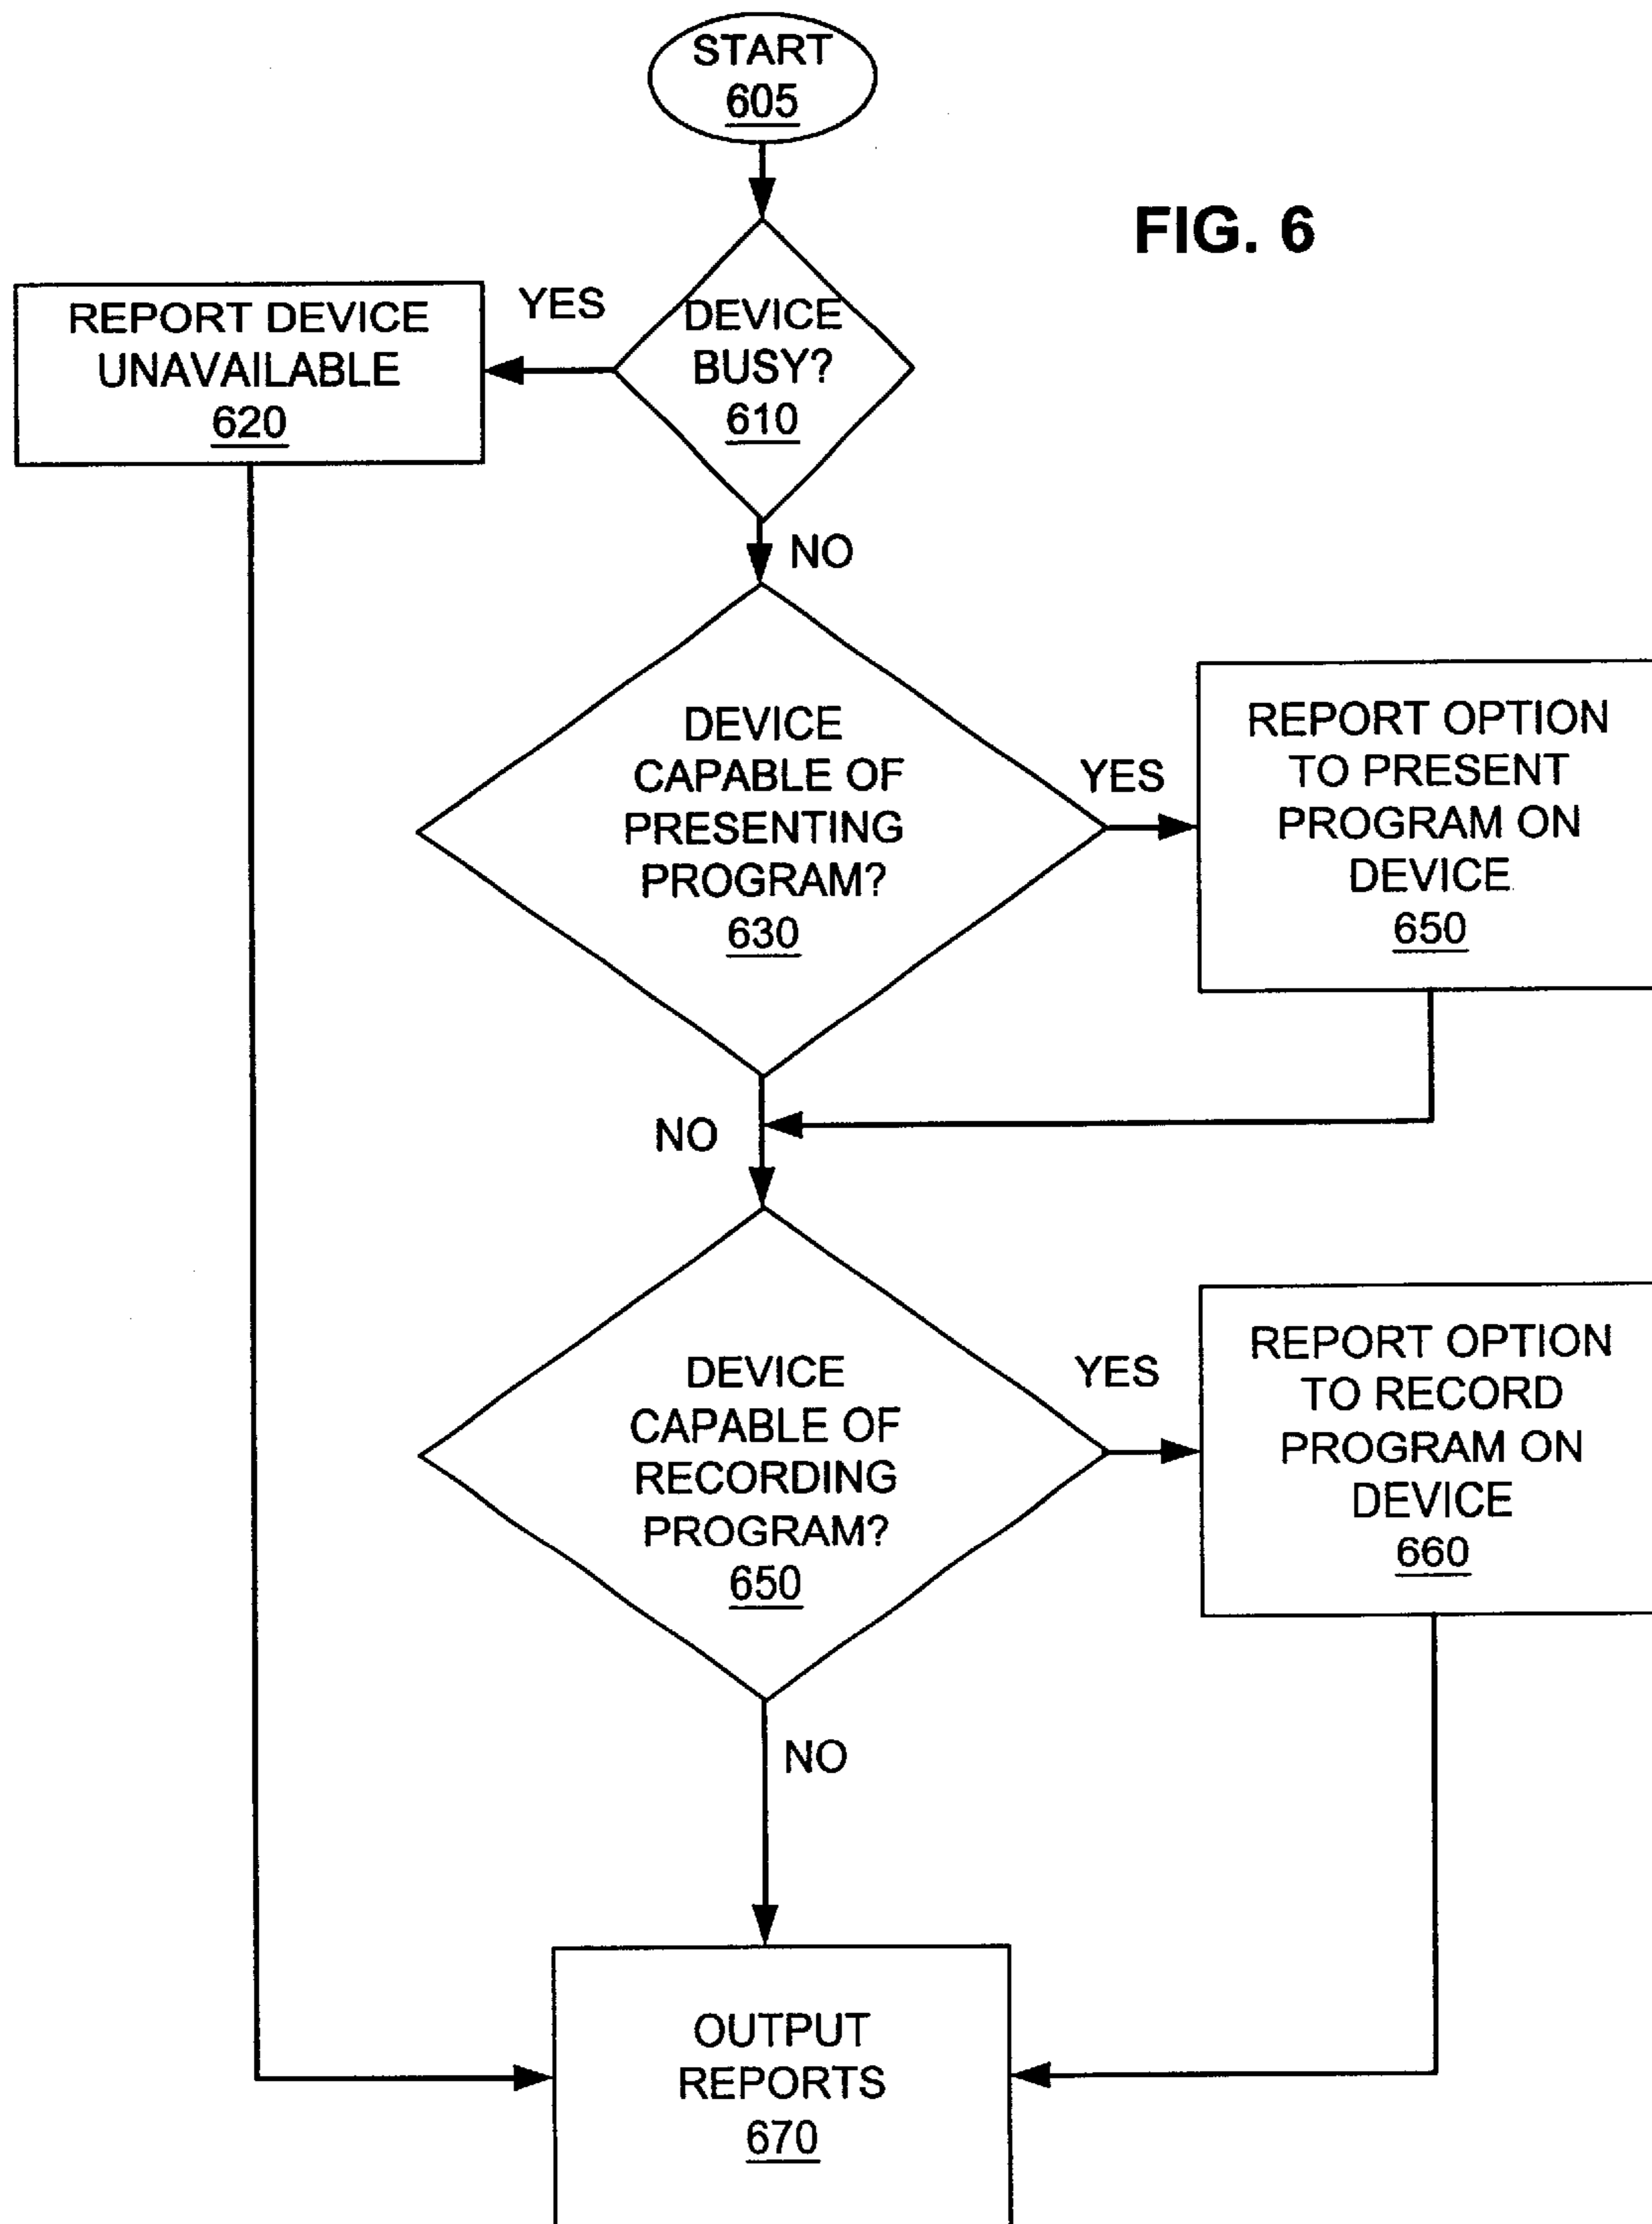 START
605
FIG. 6
REPORT DEVICE
UNAVAILABLE
620
YES
DEVICE
BUSY?
610
NO
DEVICE
CAPABLE OF
PRESENTING
PROGRAM?
630
YES
REPORT OPTION
TO PRESENT
PROGRAM ON
DEVICE
650
NO
DEVICE
CAPABLE OF
RECORDING
PROGRAM?
650
YES
REPORT OPTION
TO RECORD
PROGRAM ON
DEVICE
660
NO
OUTPUT
REPORTS
670